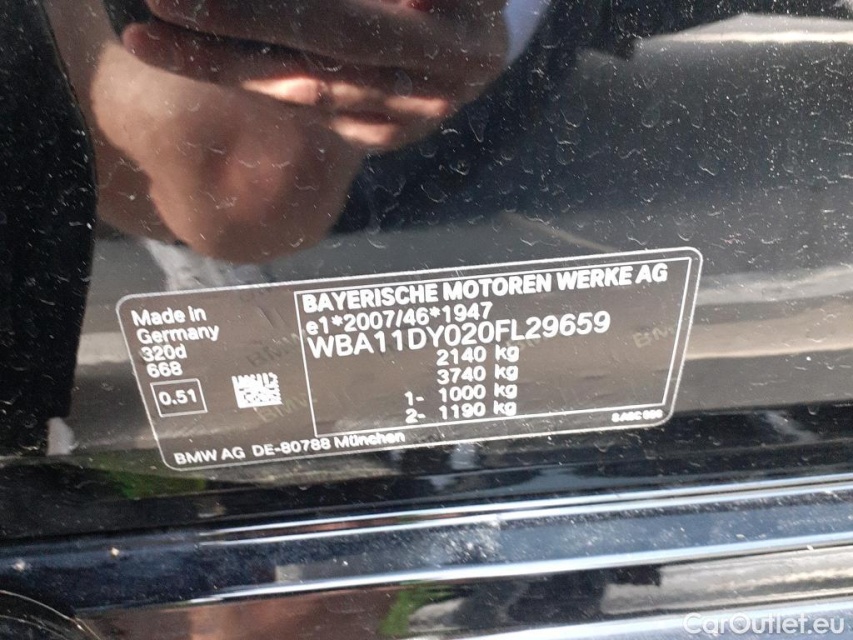 Made in
Germany
320d
668
0.51
BAYERISCHE MOTOREN WERKE AG
e1*2007/46*1947
WBA11DY020FL29659
2140 kg
3740 kg
1- 1000 kg
2- 1190 kg
BMW AG DE-80788 München
CarOutlet.eu